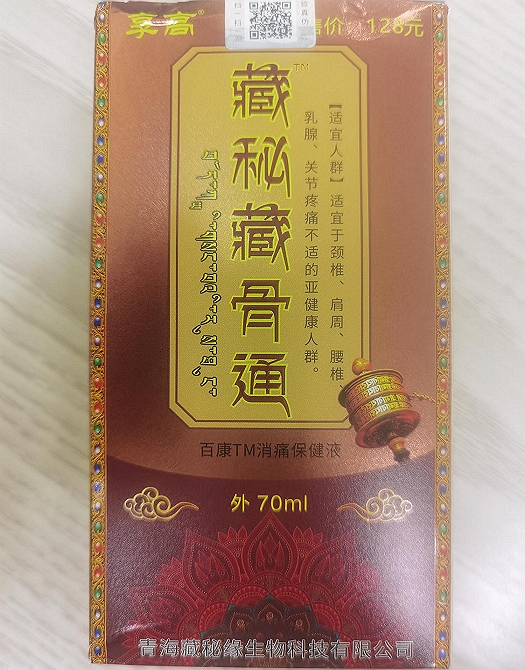 享高®
售价：128元
藏秘藏骨通™
【适宜人群】适宜于颈椎、肩周、腰椎、
乳腺、关节疼痛不适的亚健康人群。
百康TM消痛保健液
外 70ml
青海藏秘缘生物科技有限公司